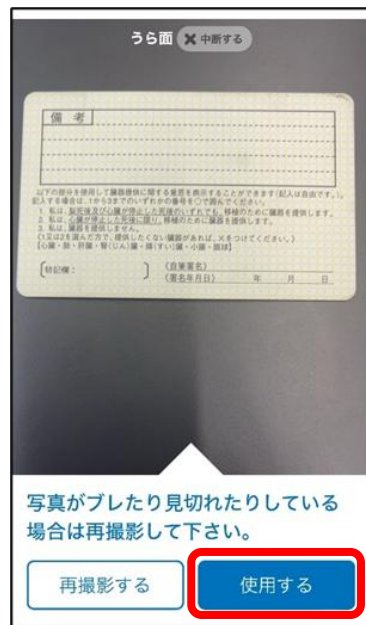 うら面 × 中断する
備考
以下の部分を使用して臓器提供に関する意思を表示することができます(記入は自由です。)。
記入する場合は、1から3までのいずれかの番号を○で囲んでください。
1. 私は、脳死後及び心臓が停止した死後のいずれでも、移植のために臓器を提供します。
2. 私は、心臓が停止した死後に限り、移植のために臓器を提供します。
3. 私は、臓器を提供しません。
(1又は2を選んだ方で、提供したくない臓器があれば、×をつけてください。)
【心臓・肺・肝臓・腎(じん)臓・膵(すい)臓・小腸・眼球】
〔特記欄: 〕 (自筆署名)
(署名年月日) 年 月 日
写真がブレたり見切れたりしている
場合は再撮影して下さい。
再撮影する 使用する